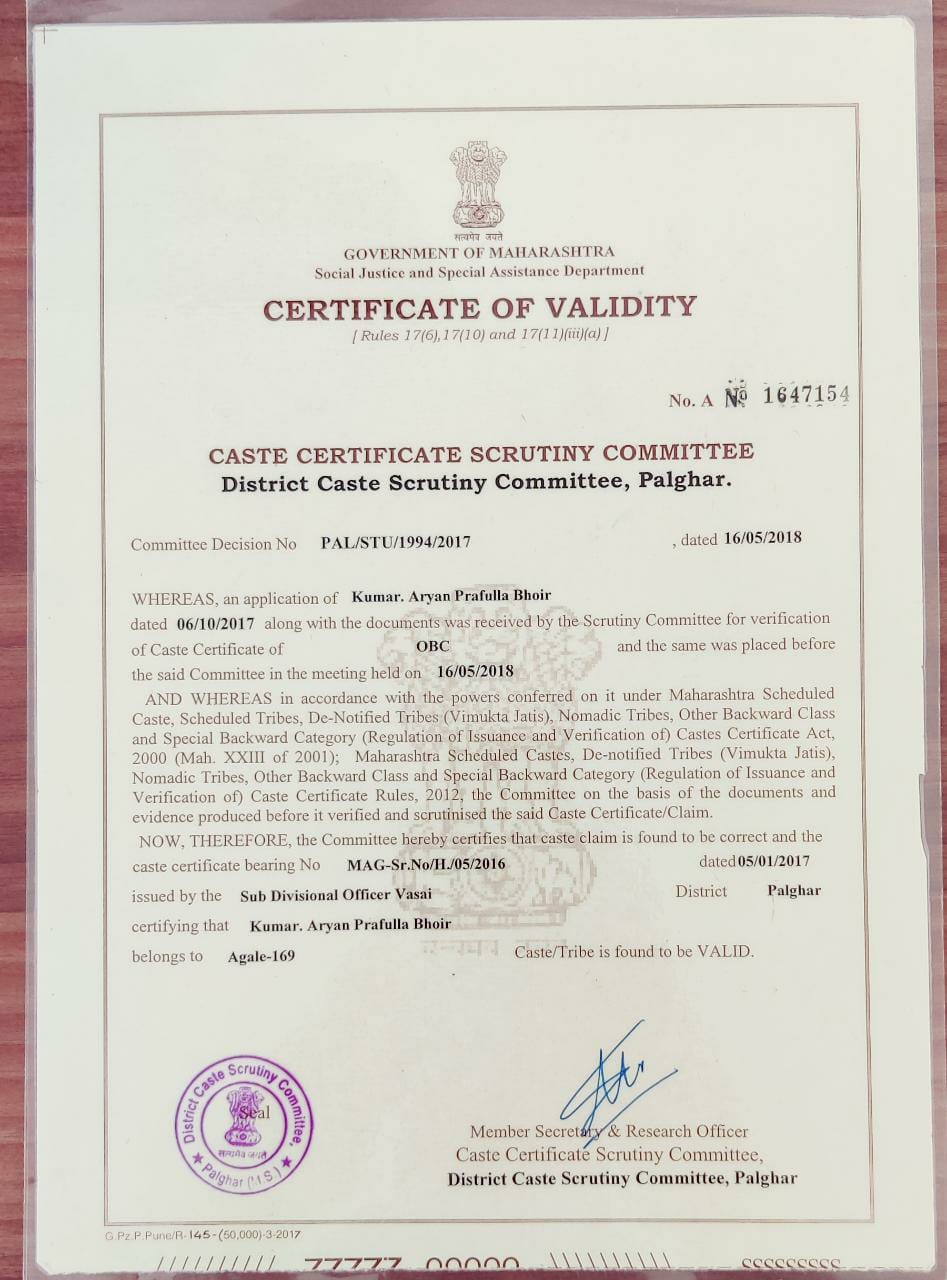 सत्यमेव जयते
GOVERNMENT OF MAHARASHTRA
Social Justice and Special Assistance Department
CERTIFICATE OF VALIDITY
[ Rules 17(6),17(10) and 17(11)(iii)(a) ]
No. A № 1647154
CASTE CERTIFICATE SCRUTINY COMMITTEE
District Caste Scrutiny Committee, Palghar.
Committee Decision No PAL/STU/1994/2017 , dated 16/05/2018
WHEREAS, an application of Kumar. Aryan Prafulla Bhoir
dated 06/10/2017 along with the documents was received by the Scrutiny Committee for verification
of Caste Certificate of OBC and the same was placed before
the said Committee in the meeting held on 16/05/2018
AND WHEREAS in accordance with the powers conferred on it under Maharashtra Scheduled
Caste, Scheduled Tribes, De-Notified Tribes (Vimukta Jatis), Nomadic Tribes, Other Backward Class
and Special Backward Category (Regulation of Issuance and Verification of) Castes Certificate Act,
2000 (Mah. XXIII of 2001); Maharashtra Scheduled Castes, De-notified Tribes (Vimukta Jatis),
Nomadic Tribes, Other Backward Class and Special Backward Category (Regulation of Issuance and
Verification of) Caste Certificate Rules, 2012, the Committee on the basis of the documents and
evidence produced before it verified and scrutinised the said Caste Certificate/Claim.
NOW, THEREFORE, the Committee hereby certifies that caste claim is found to be correct and the
caste certificate bearing No MAG-Sr.No/H./05/2016 dated 05/01/2017
issued by the Sub Divisional Officer Vasai District Palghar
certifying that Kumar. Aryan Prafulla Bhoir
belongs to Agale-169 Caste/Tribe is found to be VALID.
District Caste Scrutiny Committee,
Seal
सत्यमेव जयते
★ Palghar (M.S.) ★
Member Secretary & Research Officer
Caste Certificate Scrutiny Committee,
District Caste Scrutiny Committee, Palghar
G.Pz.P.Pune/R-145-(50,000)-3-2017